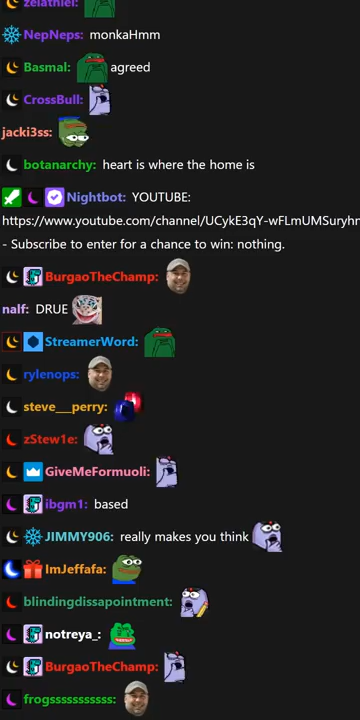 zelathiel:
NepNeps: monkaHmm
Basmal: agreed
CrossBull:
jacki3ss:
botanarchy: heart is where the home is
Nightbot: YOUTUBE:
https://www.youtube.com/channel/UCykE3qY-wFLmUMSuryhn
- Subscribe to enter for a chance to win: nothing.
BurgaoTheChamp:
nalf: DRUE
StreamerWord:
rylenops:
steve___perry:
zStew1e:
GiveMeFormuoli:
ibgm1: based
JIMMY906: really makes you think
ImJeffafa:
blindingdissapointment:
notreya_:
BurgaoTheChamp:
frogsssssssssss: